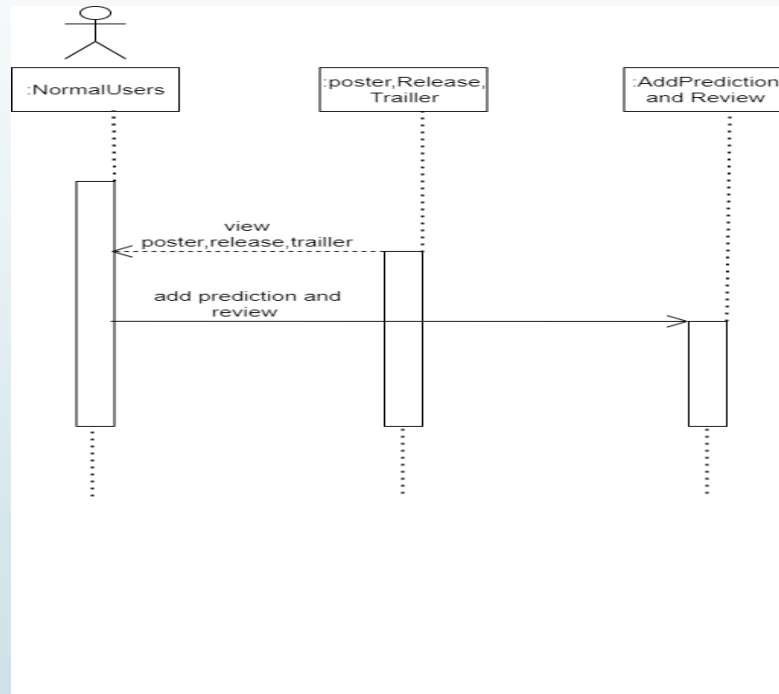 :NormalUsers
:poster,Release,
Trailler
:AddPrediction
and Review
view
poster,release,trailler
add prediction and
review